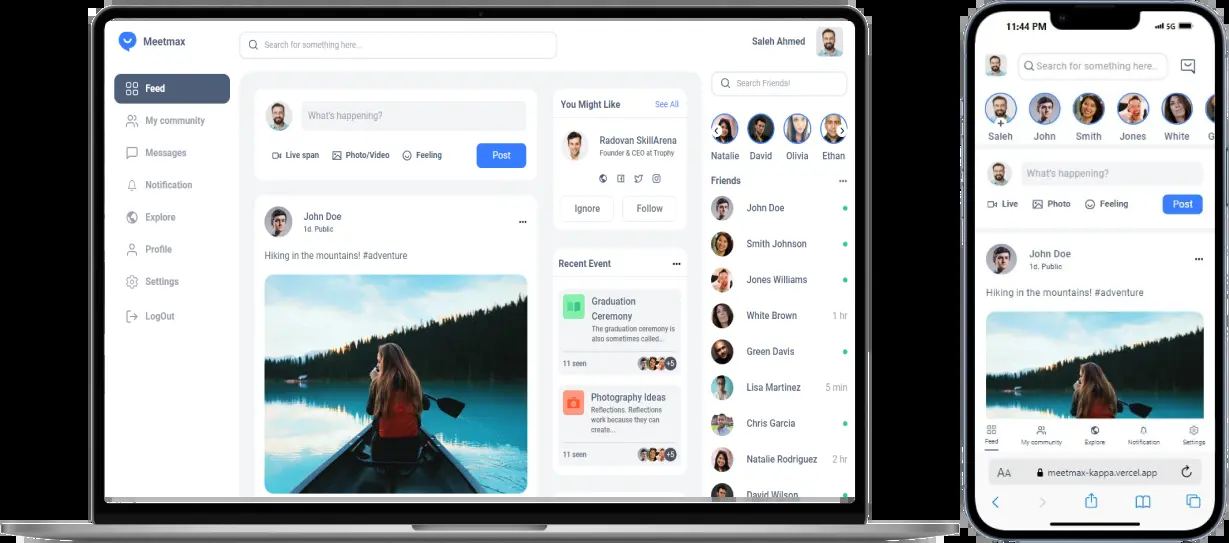 Meetmax
Search for something here...
Saleh Ahmed
Feed
My community
Messages
Notification
Explore
Profile
Settings
LogOut
What's happening?
Live span
Photo/Video
Feeling
Post
John Doe
1d. Public
Hiking in the mountains! #adventure
You Might Like
See All
Radovan SkillArena
Founder & CEO at Trophy
Ignore
Follow
Recent Event
Graduation
Ceremony
The graduation ceremony is
also sometimes called...
11 seen
+5
Photography Ideas
Reflections. Reflections
work because they can
create...
11 seen
+5
Search Friends!
Natalie
David
Olivia
Ethan
Friends
John Doe
Smith Johnson
Jones Williams
White Brown
1 hr
Green Davis
Lisa Martinez
5 min
Chris Garcia
Natalie Rodriguez
2 hr
David Wilson
11:44 PM
5G
Search for something here...
Saleh
John
Smith
Jones
White
G
What's happening?
Live
Photo
Feeling
Post
John Doe
1d. Public
Hiking in the mountains! #adventure
Feed
My community
Explore
Notification
Settings
AA
meetmax-kappa.vercel.app